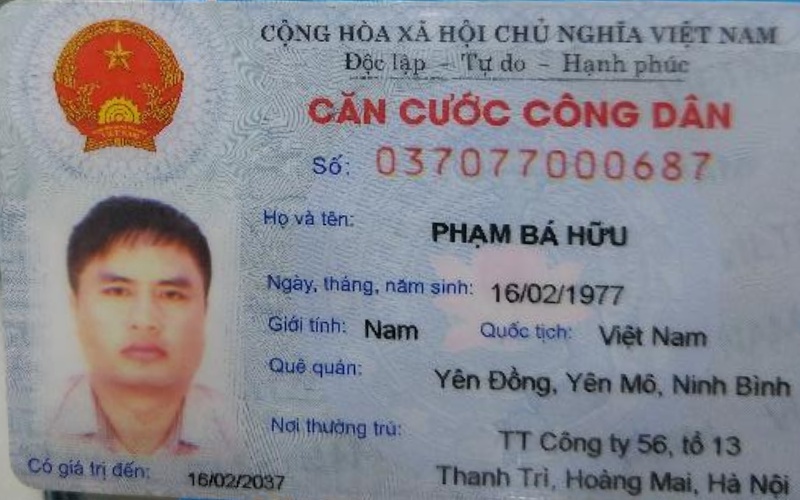 CỘNG HÒA XÃ HỘI CHỦ NGHĨA VIỆT NAM
Độc lập - Tự do - Hạnh phúc
CĂN CƯỚC CÔNG DÂN
Số: 037077000687
Họ và tên: PHẠM BÁ HỮU
Ngày, tháng, năm sinh: 16/02/1977
Giới tính: Nam Quốc tịch: Việt Nam
Quê quán: Yên Đồng, Yên Mô, Ninh Bình
Nơi thường trú: TT Công ty 56, tổ 13
Thanh Trì, Hoàng Mai, Hà Nội
Có giá trị đến: 16/02/2037